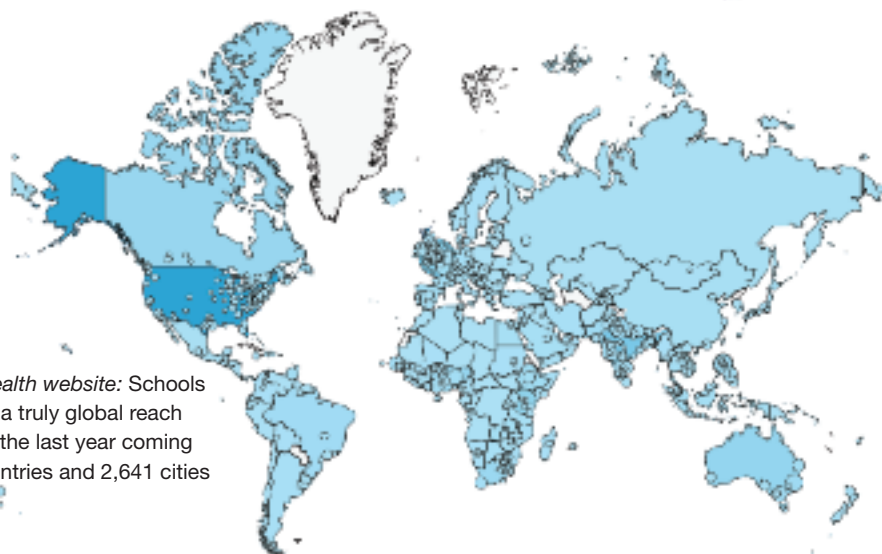 ealth website: Schools
a truly global reach
the last year coming
ntries and 2,641 cities